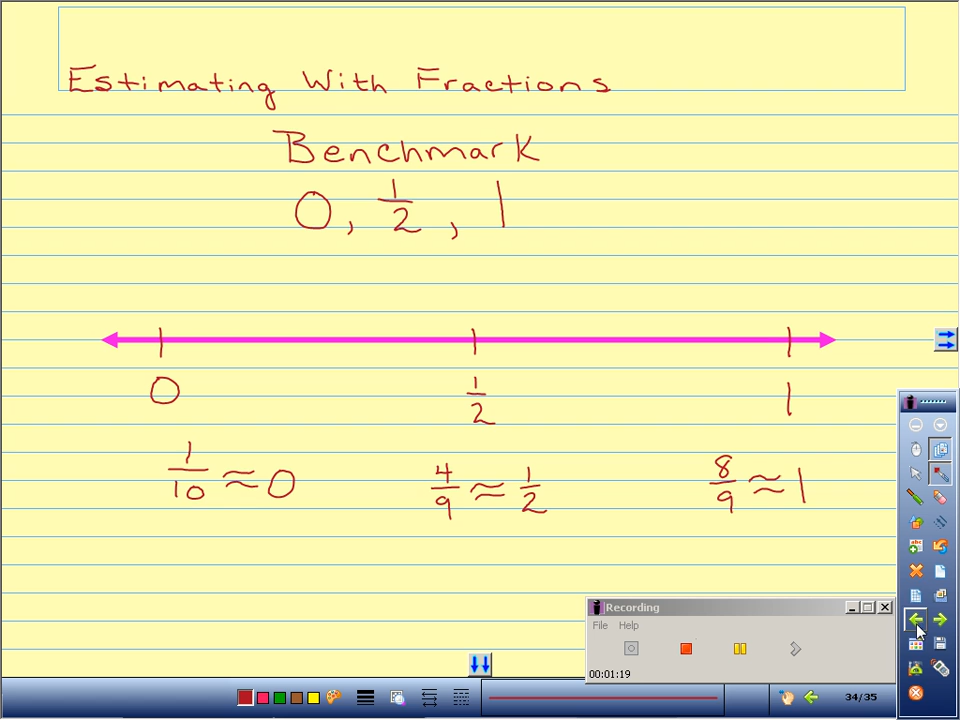 Estimating With Fractions
Benchmark
0, 1/2, 1
0 1/2 1
1/10 ≈ 0 4/9 ≈ 1/2 8/9 ≈ 1
Recording
File Help
00:01:19
34/35